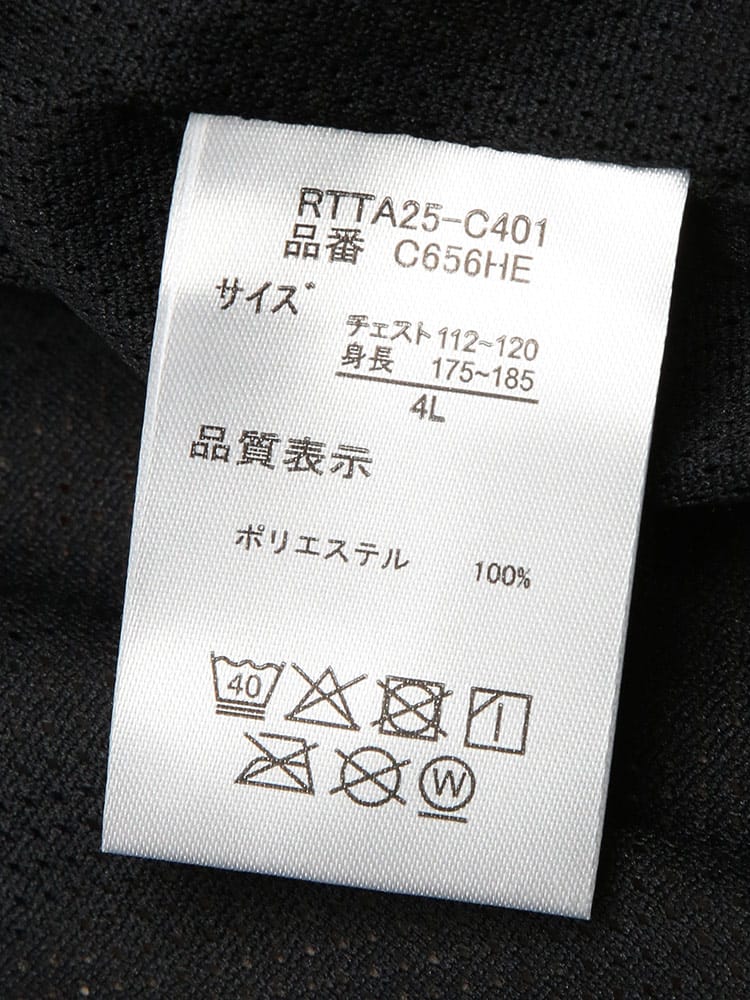 RTTA25-C401
品番 C656HE
サイズ
チェスト 112~120
身長 175~185
4L
品質表示
ポリエステル 100%
40
W